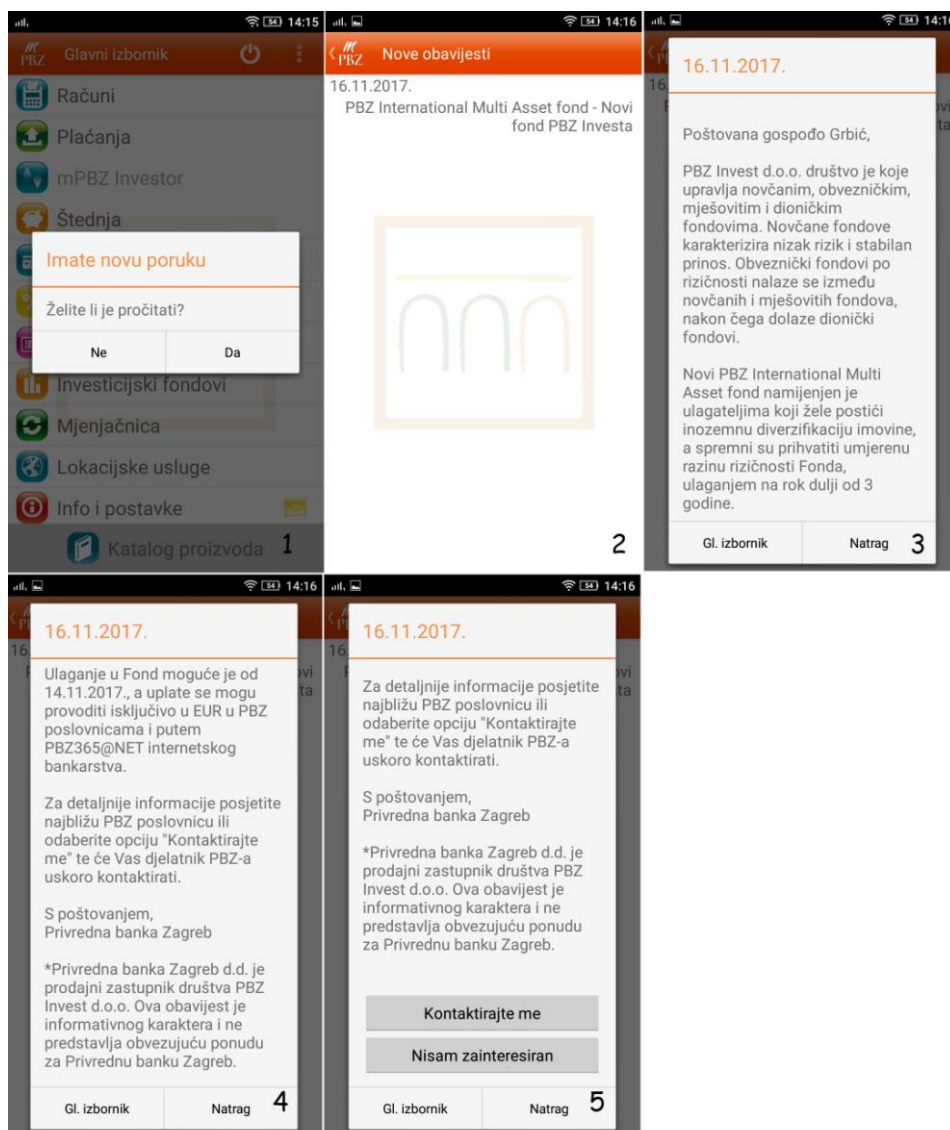 14:15
PBZ Glavni izbornik
Računi
Plaćanja
mPBZ Investor
Štednja
Imate novu poruku
Želite li je pročitati?
Ne Da
Investicijski fondovi
Mjenjačnica
Lokacijske usluge
Info i postavke
Katalog proizvoda 1
54 14:16
PBZ Nove obavijesti
16.11.2017.
PBZ International Multi Asset fond - Novi
fond PBZ Investa
2
54 14:16
16.11.2017.
Poštovana gospođo Grbić,
PBZ Invest d.o.o. društvo je koje
upravlja novčanim, obvezničkim,
mješovitim i dioničkim
fondovima. Novčane fondove
karakterizira nizak rizik i stabilan
prinos. Obveznički fondovi po
rizičnosti nalaze se između
novčanih i mješovitih fondova,
nakon čega dolaze dionički
fondovi.
Novi PBZ International Multi
Asset fond namijenjen je
ulagateljima koji žele postići
inozemnu diverzifikaciju imovine,
a spremni su prihvatiti umjerenu
razinu rizičnosti Fonda,
ulaganjem na rok dulji od 3
godine.
Gl. izbornik Natrag 3
54 14:16
16.11.2017.
Ulaganje u Fond moguće je od
14.11.2017., a uplate se mogu
provoditi isključivo u EUR u PBZ
poslovnicama i putem
PBZ365@NET internetskog
bankarstva.
Za detaljnije informacije posjetite
najbližu PBZ poslovnicu ili
odaberite opciju "Kontaktirajte
me" te će Vas djelatnik PBZ-a
uskoro kontaktirati.
S poštovanjem,
Privredna banka Zagreb
*Privredna banka Zagreb d.d. je
prodajni zastupnik društva PBZ
Invest d.o.o. Ova obavijest je
informativnog karaktera i ne
predstavlja obvezujuću ponudu
za Privrednu banku Zagreb.
Gl. izbornik Natrag 4
54 14:16
16.11.2017.
Za detaljnije informacije posjetite
najbližu PBZ poslovnicu ili
odaberite opciju "Kontaktirajte
me" te će Vas djelatnik PBZ-a
uskoro kontaktirati.
S poštovanjem,
Privredna banka Zagreb
*Privredna banka Zagreb d.d. je
prodajni zastupnik društva PBZ
Invest d.o.o. Ova obavijest je
informativnog karaktera i ne
predstavlja obvezujuću ponudu
za Privrednu banku Zagreb.
Kontaktirajte me
Nisam zainteresiran
Gl. izbornik Natrag 5